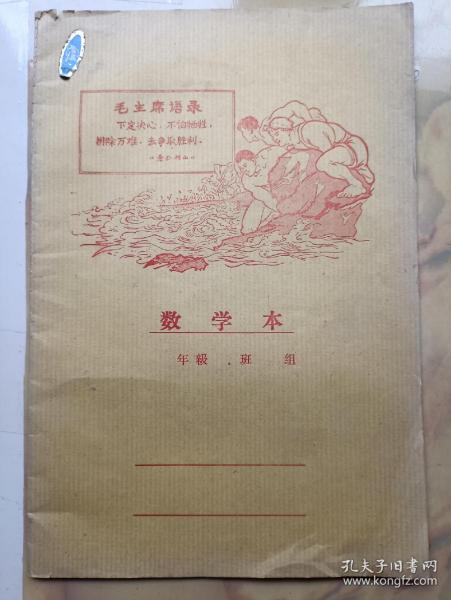 毛主席语录
下定决心，不怕牺牲，
排除万难，去争取胜利。
《愚公移山》
数学本
年級 班 组
孔夫子旧书网
www.kongfz.com